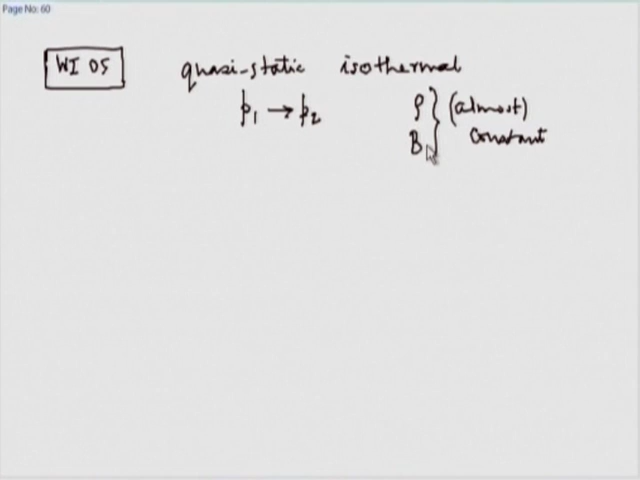 Page No: 60
WI 05 quasi-static isothermal
p1 → p2 ρ } (almost)
B } constant